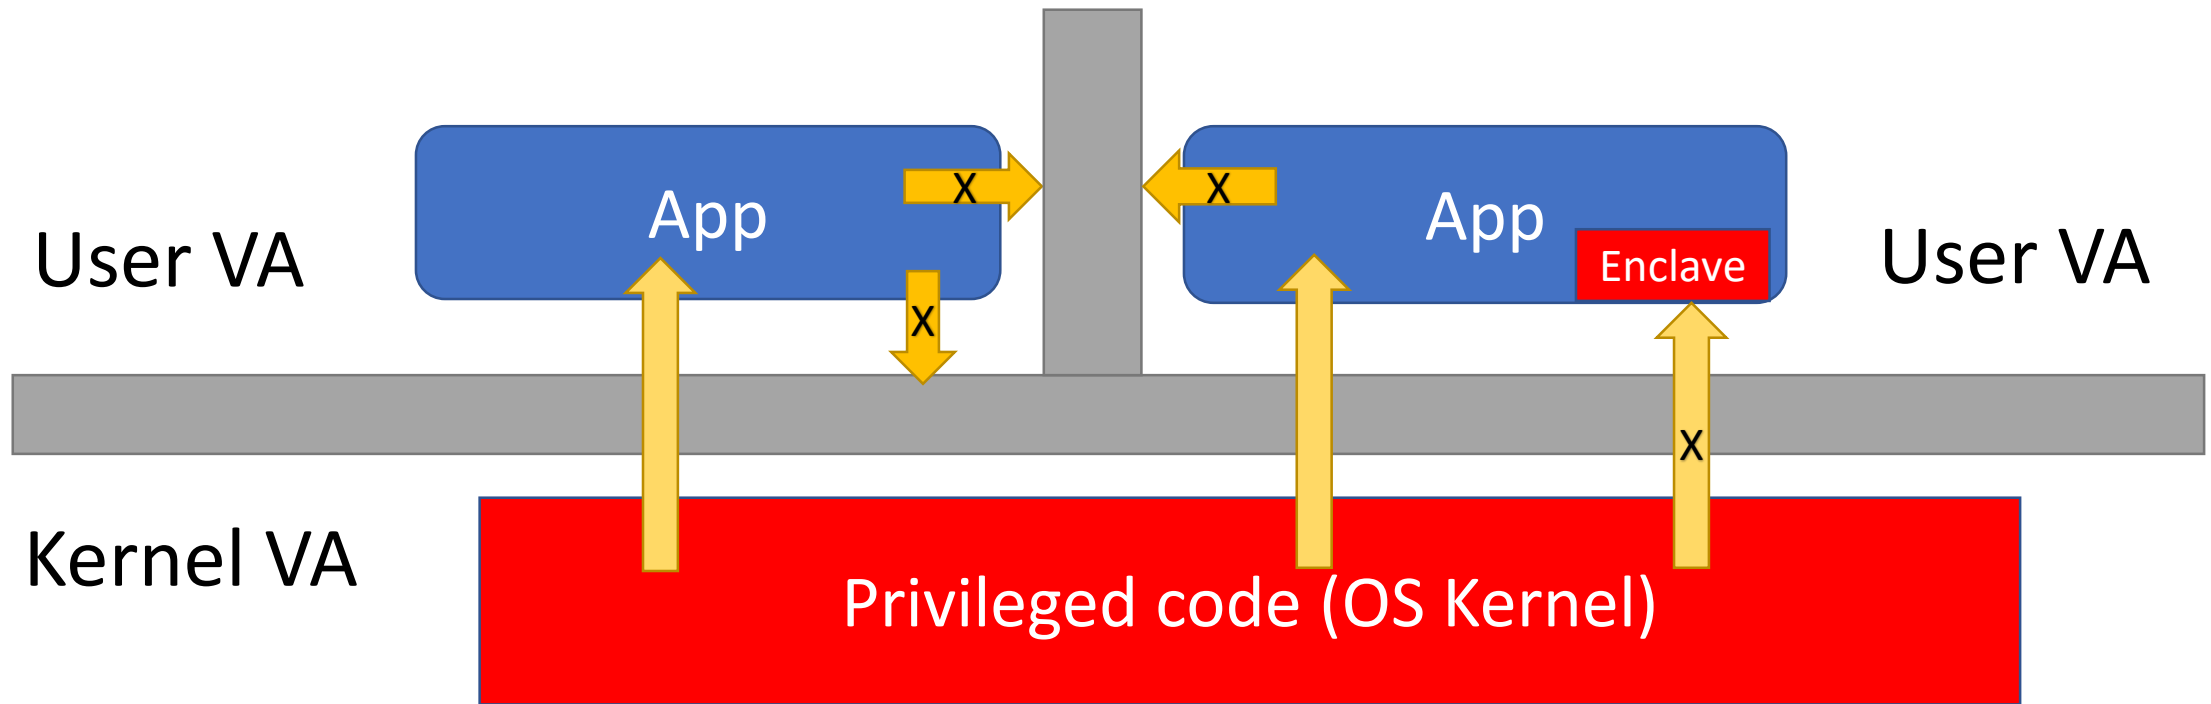 User VA
App
X
X
X
App
Enclave
User VA
X
Kernel VA
Privileged code (OS Kernel)